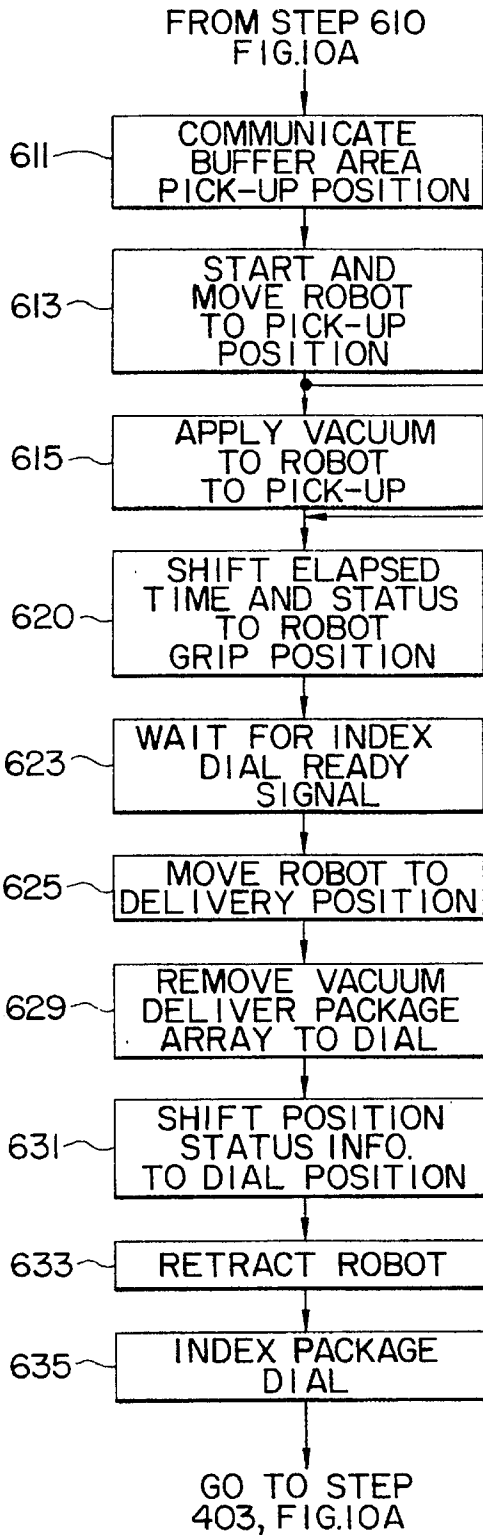 FROM STEP 610
FIG.10A
611
COMMUNICATE
BUFFER AREA
PICK-UP POSITION
613
START AND
MOVE ROBOT
TO PICK-UP
POSITION
615
APPLY VACUUM
TO ROBOT
TO PICK-UP
620
SHIFT ELAPSED
TIME AND STATUS
TO ROBOT
GRIP POSITION
623
WAIT FOR INDEX
DIAL READY
SIGNAL
625
MOVE ROBOT TO
DELIVERY POSITION
629
REMOVE VACUUM
DELIVER PACKAGE
ARRAY TO DIAL
631
SHIFT POSITION
STATUS INFO.
TO DIAL POSITION
633
RETRACT ROBOT
635
INDEX PACKAGE
DIAL
GO TO STEP
403, FIG.10A